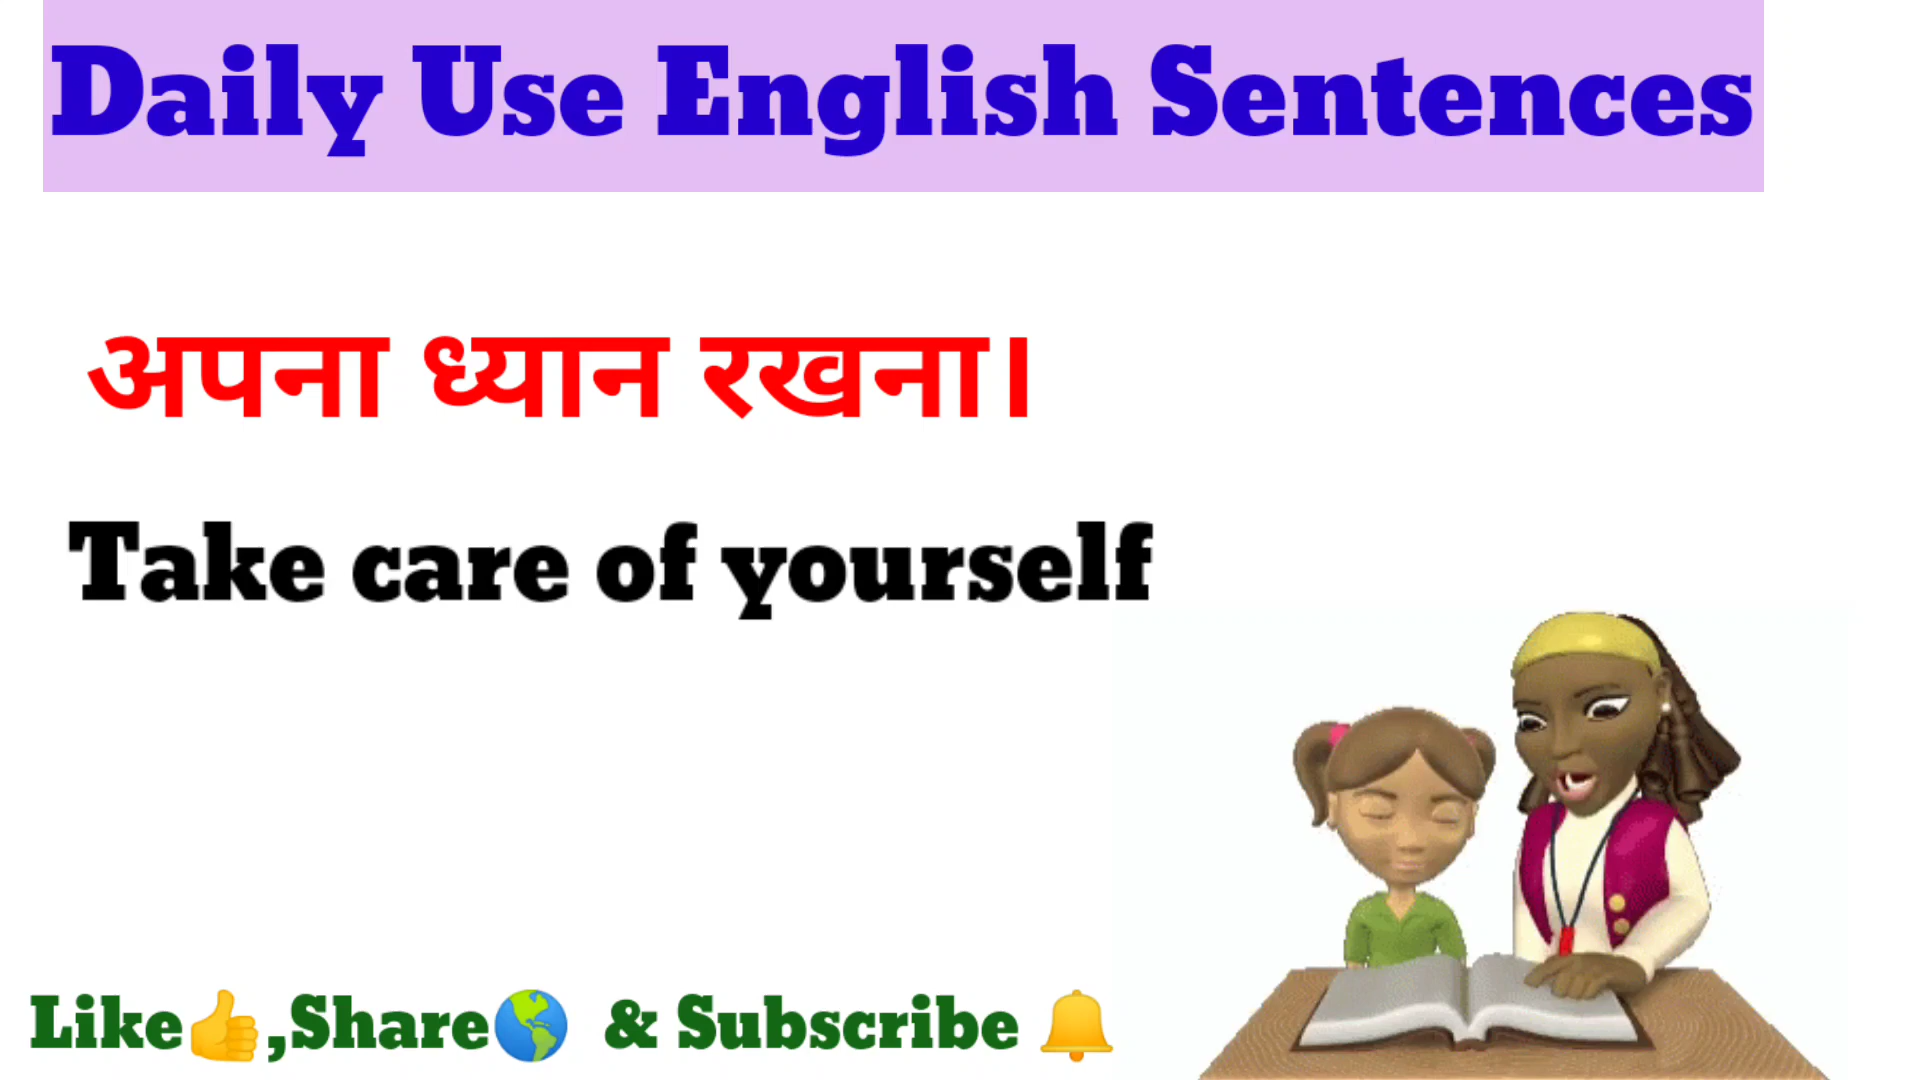 Daily Use English Sentences
अपना ध्यान रखना।
Take care of yourself
Like👍,Share🌎 & Subscribe 🔔